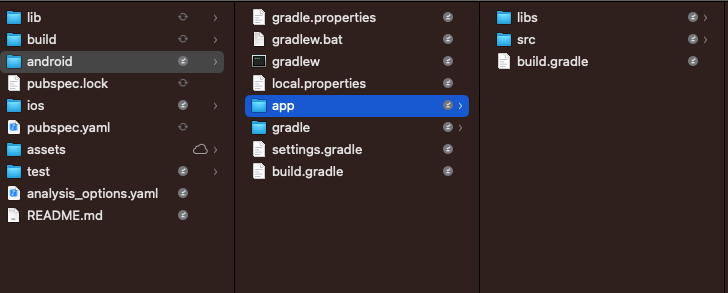 lib
build
android
pubspec.lock
ios
pubspec.yaml
assets
test
analysis_options.yaml
README.md
gradle.properties
gradlew.bat
gradlew
local.properties
app
gradle
settings.gradle
build.gradle
libs
src
build.gradle